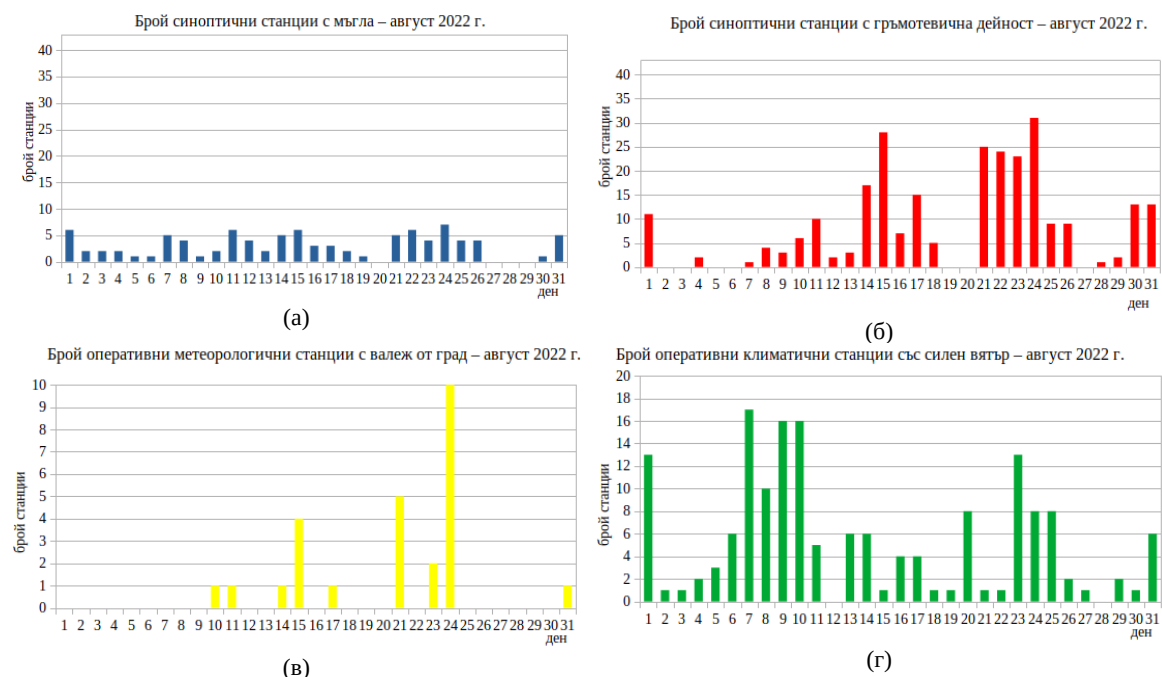 Брой синоптични станции с мъгла – август 2022 г.
40
35
30
25
20
15
10
5
0
брой станции
1 2 3 4 5 6 7 8 9 10 11 12 13 14 15 16 17 18 19 20 21 22 23 24 25 26 27 28 29 30 31
ден
(а)
Брой синоптични станции с гръмотевична дейност – август 2022 г.
40
35
30
25
20
15
10
5
0
брой станции
1 2 3 4 5 6 7 8 9 10 11 12 13 14 15 16 17 18 19 20 21 22 23 24 25 26 27 28 29 30 31
ден
(б)
Брой оперативни метеорологични станции с валеж от град – август 2022 г.
10
9
8
7
6
5
4
3
2
1
0
брой станции
1 2 3 4 5 6 7 8 9 10 11 12 13 14 15 16 17 18 19 20 21 22 23 24 25 26 27 28 29 30 31
ден
(в)
Брой оперативни климатични станции със силен вятър – август 2022 г.
20
18
16
14
12
10
8
6
4
2
0
брой станции
1 2 3 4 5 6 7 8 9 10 11 12 13 14 15 16 17 18 19 20 21 22 23 24 25 26 27 28 29 30 31
ден
(г)